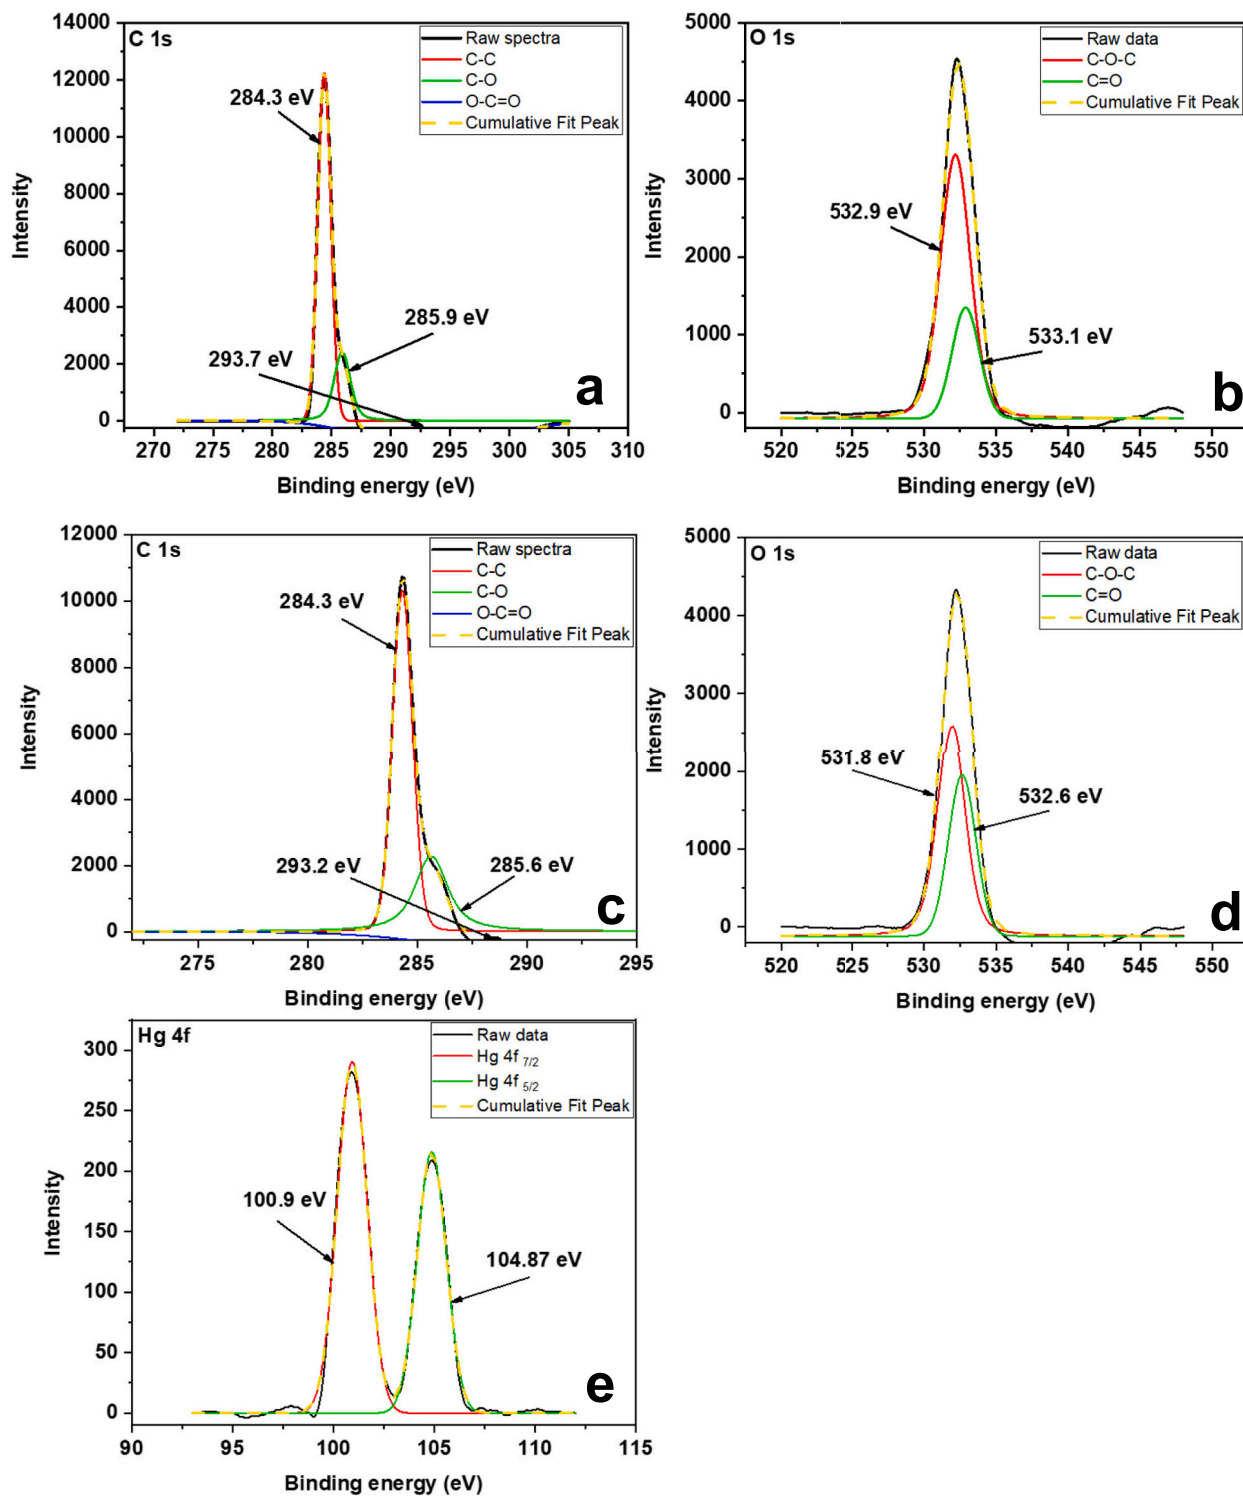 C 1s
Raw spectra
C-C
C-O
O-C=O
Cumulative Fit Peak
284.3 eV
285.9 eV
293.7 eV
a
14000
12000
10000
8000
6000
4000
2000
0
Intensity
270 275 280 285 290 295 300 305 310
Binding energy (eV)
O 1s
Raw data
C-O-C
C=O
Cumulative Fit Peak
532.9 eV
533.1 eV
b
5000
4000
3000
2000
1000
0
Intensity
520 525 530 535 540 545 550
Binding energy (eV)
C 1s
Raw spectra
C-C
C-O
O-C=O
Cumulative Fit Peak
284.3 eV
293.2 eV
285.6 eV
c
12000
10000
8000
6000
4000
2000
0
Intensity
275 280 285 290 295
Binding energy (eV)
O 1s
Raw data
C-O-C
C=O
Cumulative Fit Peak
531.8 eV
532.6 eV
d
5000
4000
3000
2000
1000
0
Intensity
520 525 530 535 540 545 550
Binding energy (eV)
Hg 4f
Raw data
Hg 4f 7/2
Hg 4f 5/2
Cumulative Fit Peak
100.9 eV
104.87 eV
e
300
250
200
150
100
50
0
Intensity
90 95 100 105 110 115
Binding energy (eV)